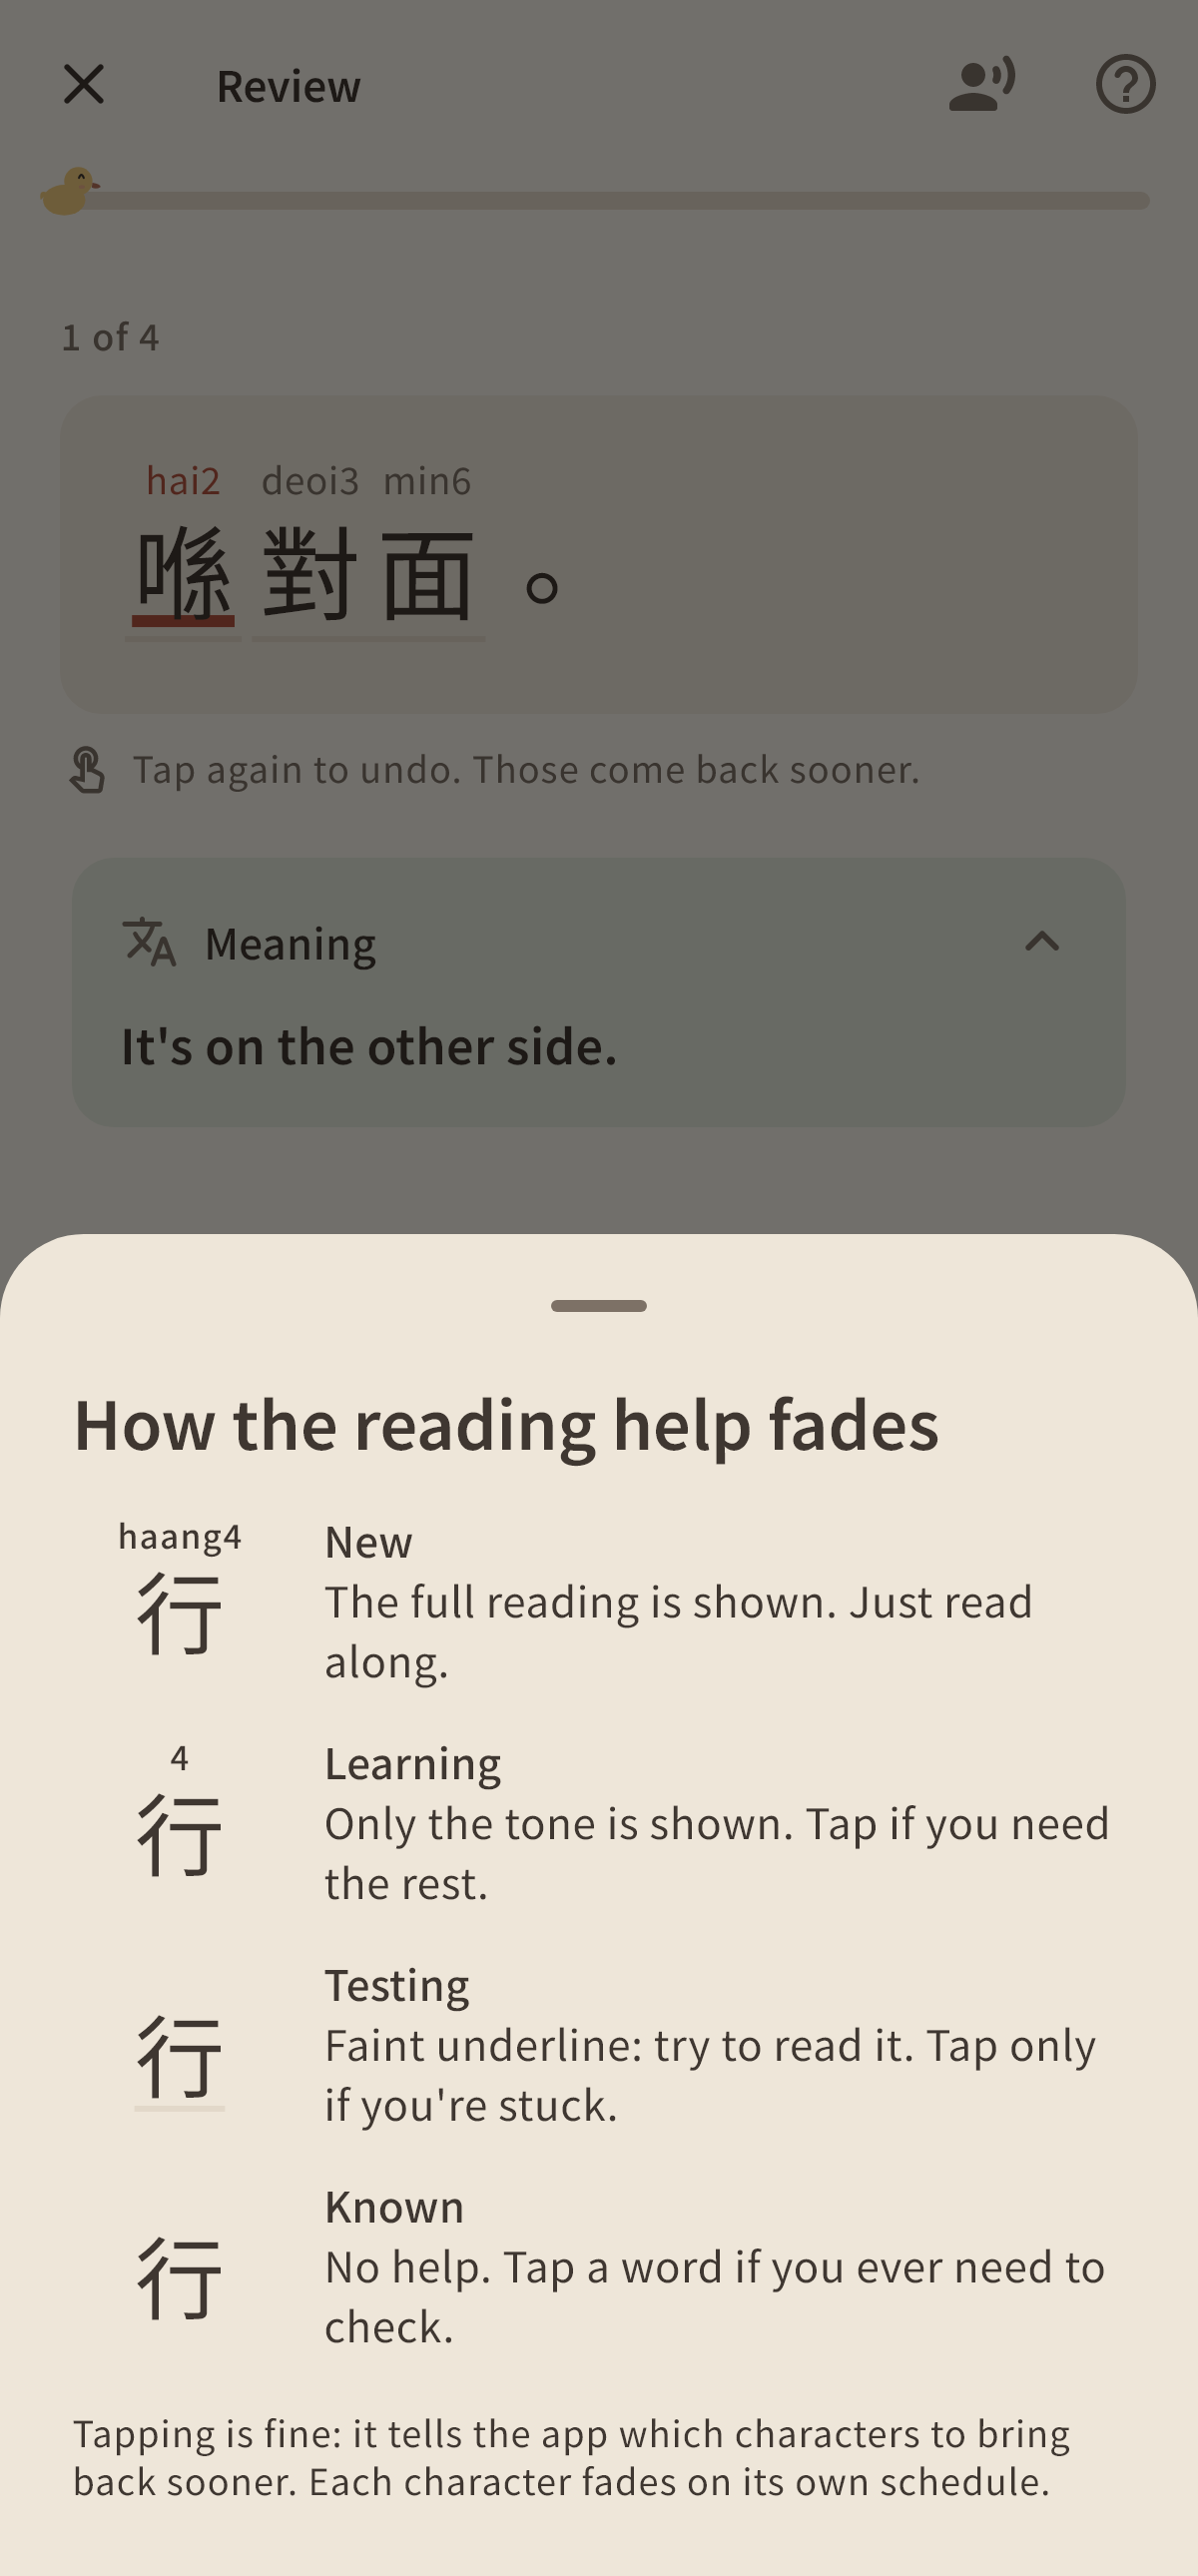 Review
1 of 4
hai2 deoi3 min6
喺對面。
Tap again to undo. Those come back sooner.
Meaning
It's on the other side.
How the reading help fades
haang4
行
New
The full reading is shown. Just read
along.
4
行
Learning
Only the tone is shown. Tap if you need
the rest.
行
Testing
Faint underline: try to read it. Tap only
if you're stuck.
行
Known
No help. Tap a word if you ever need to
check.
Tapping is fine: it tells the app which characters to bring
back sooner. Each character fades on its own schedule.